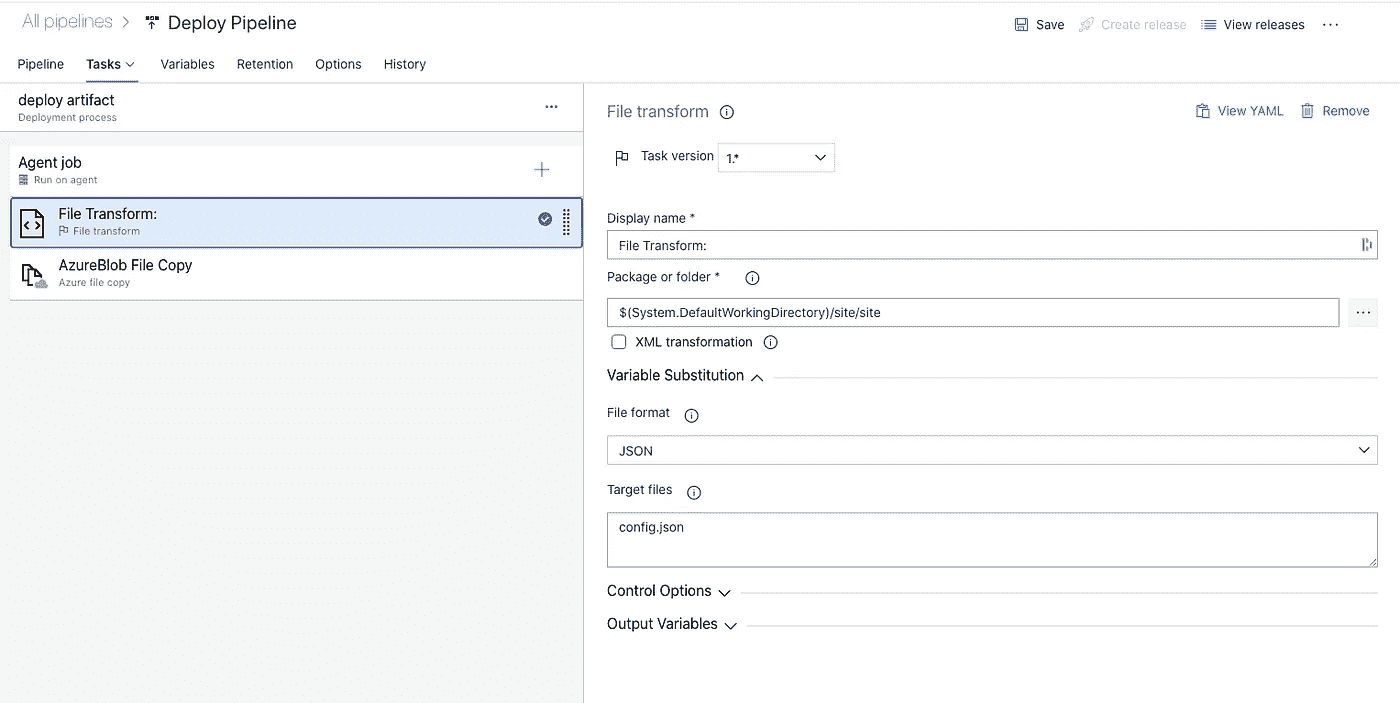 All pipelines > Deploy Pipeline
Save Create release View releases ...
Pipeline Tasks Variables Retention Options History
deploy artifact
Deployment process
Agent job
Run on agent
File Transform:
File transform
AzureBlob File Copy
Azure file copy
File transform
View YAML Remove
Task version 1.*
Display name *
File Transform:
Package or folder *
$(System.DefaultWorkingDirectory)/site/site
XML transformation
Variable Substitution
File format
JSON
Target files
config.json
Control Options
Output Variables